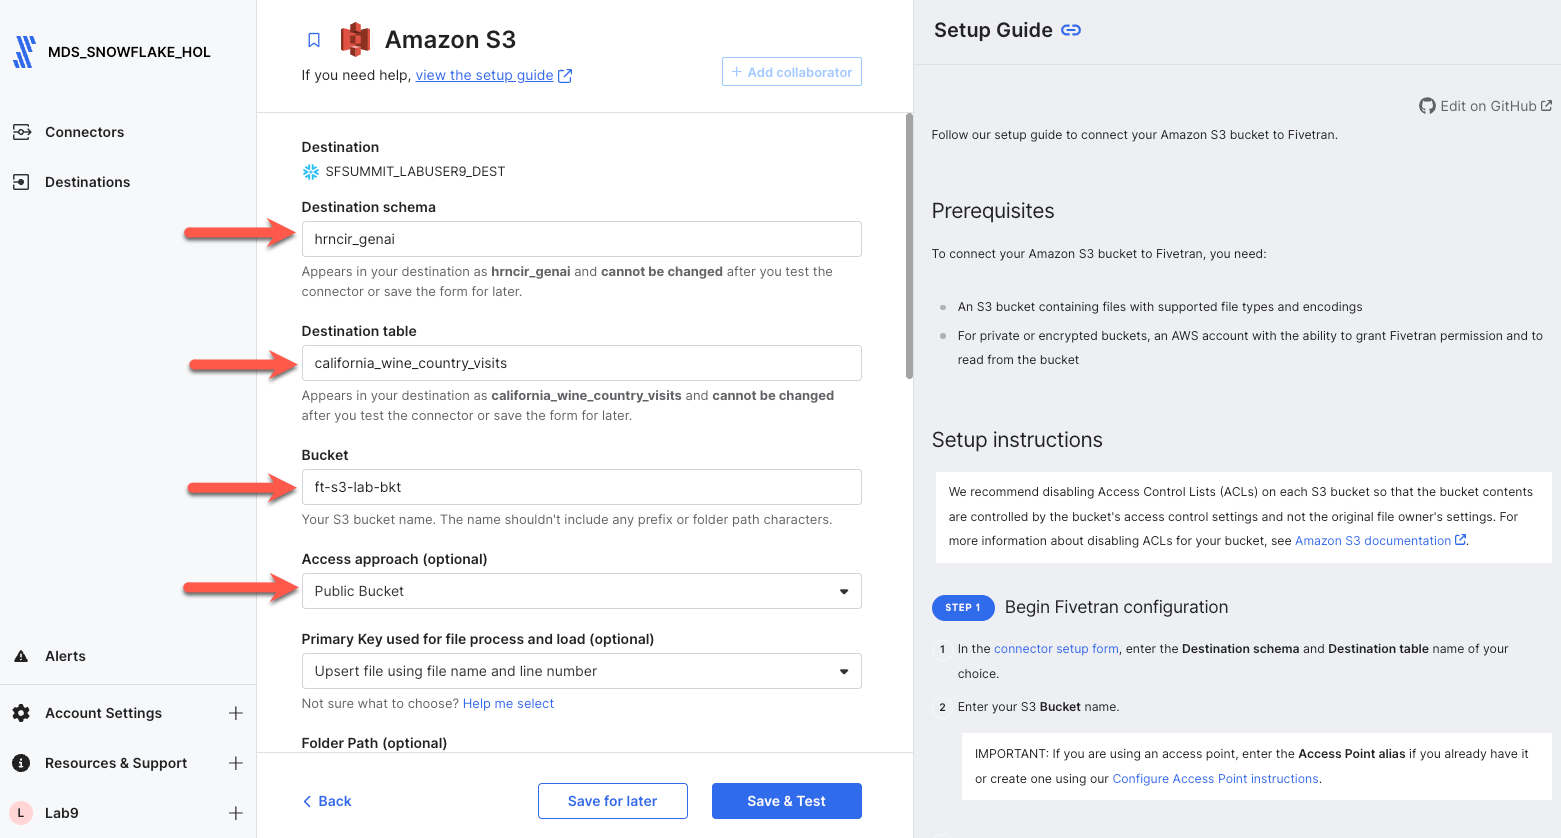 MDS_SNOWFLAKE_HOL
Connectors
Destinations
Alerts
Account Settings
Resources & Support
L
Lab9
Amazon S3
If you need help, view the setup guide
+ Add collaborator
Destination
SFSUMMIT_LABUSER9_DEST
Destination schema
hrncir_genai
Appears in your destination as hrncir_genai and cannot be changed after you test the
connector or save the form for later.
Destination table
california_wine_country_visits
Appears in your destination as california_wine_country_visits and cannot be changed
after you test the connector or save the form for later.
Bucket
ft-s3-lab-bkt
Your S3 bucket name. The name shouldn't include any prefix or folder path characters.
Access approach (optional)
Public Bucket
Primary Key used for file process and load (optional)
Upsert file using file name and line number
Not sure what to choose? Help me select
Folder Path (optional)
Back
Save for later
Save & Test
Setup Guide
Edit on GitHub
Follow our setup guide to connect your Amazon S3 bucket to Fivetran.
Prerequisites
To connect your Amazon S3 bucket to Fivetran, you need:
An S3 bucket containing files with supported file types and encodings
For private or encrypted buckets, an AWS account with the ability to grant Fivetran permission and to
read from the bucket
Setup instructions
We recommend disabling Access Control Lists (ACLs) on each S3 bucket so that the bucket contents
are controlled by the bucket's access control settings and not the original file owner's settings. For
more information about disabling ACLs for your bucket, see Amazon S3 documentation.
STEP 1 Begin Fivetran configuration
1 In the connector setup form, enter the Destination schema and Destination table name of your
choice.
2 Enter your S3 Bucket name.
IMPORTANT: If you are using an access point, enter the Access Point alias if you already have it
or create one using our Configure Access Point instructions.